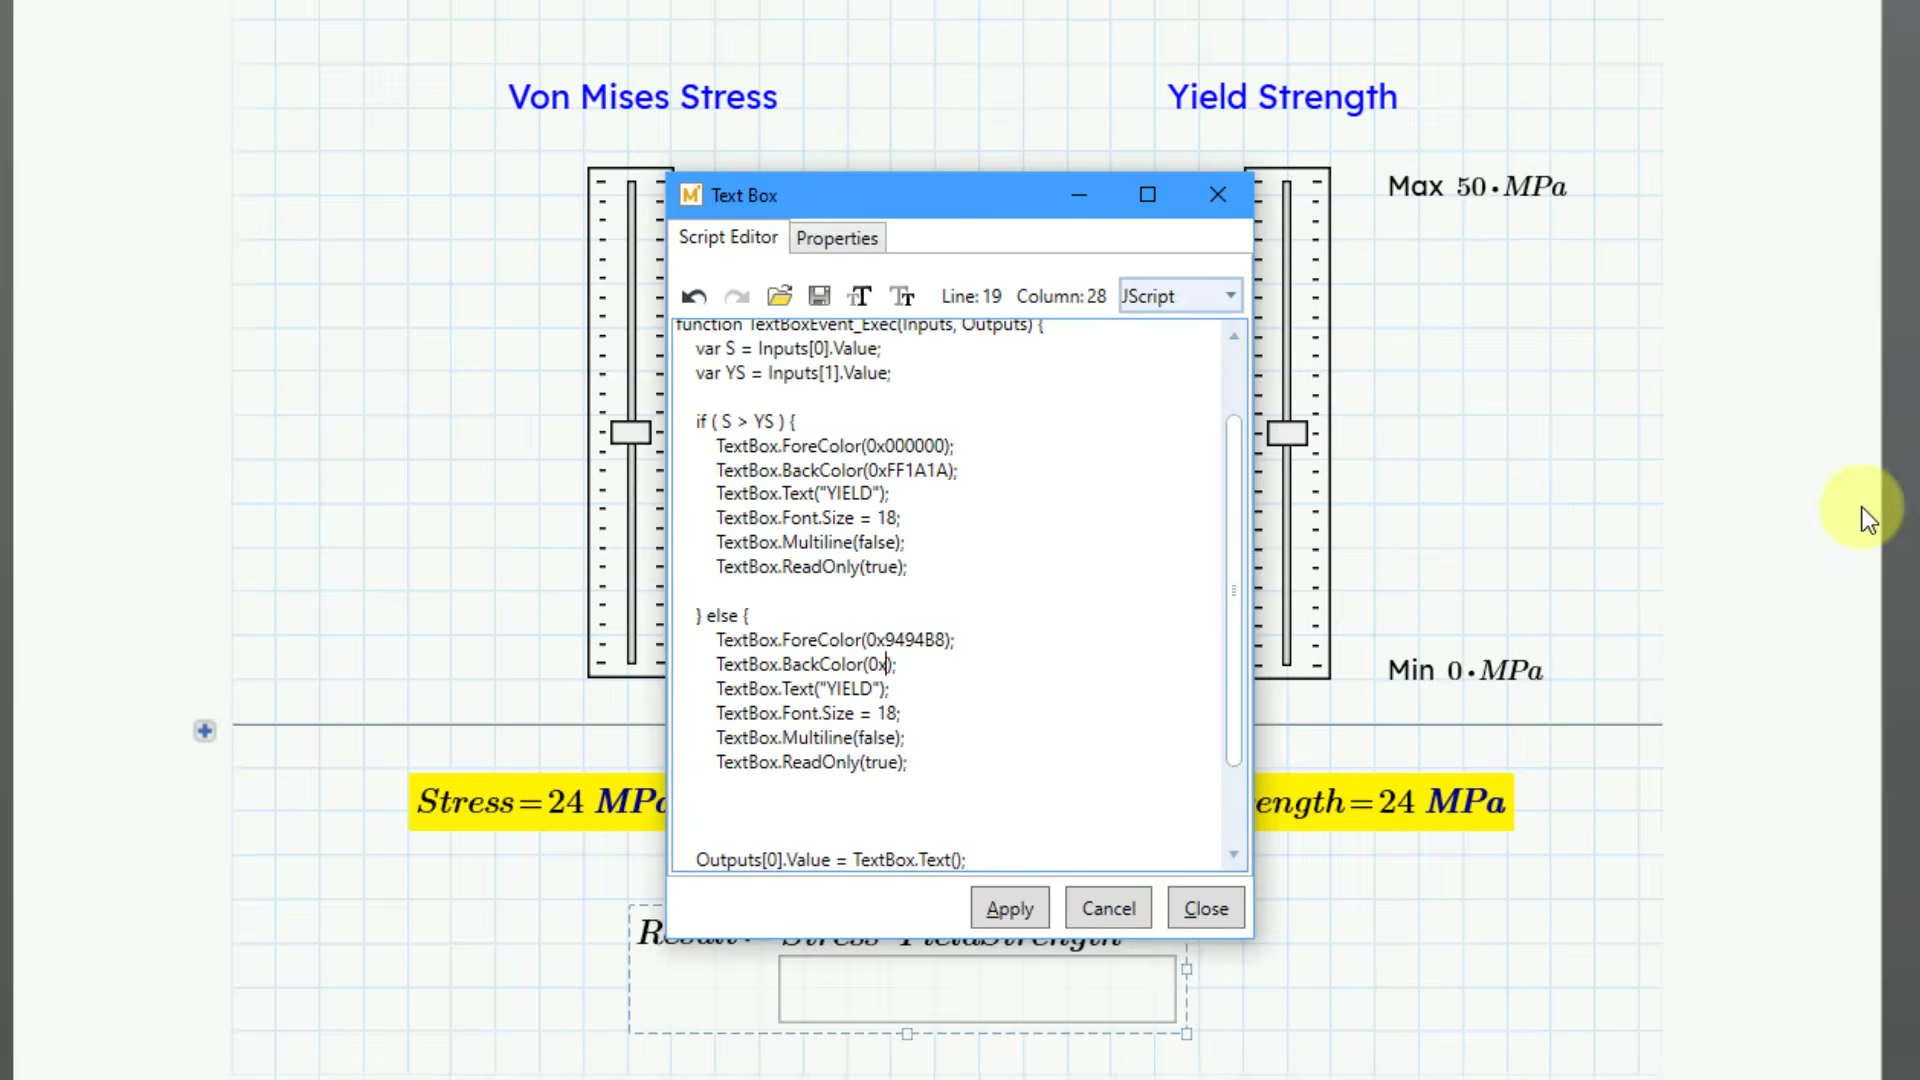 Von Mises Stress
Yield Strength
Max 50·MPa
Text Box
Script Editor
Properties
Line: 19 Column: 28
JScript
function TextBoxEvent_Exec(Inputs, Outputs) {
var S = Inputs[0].Value;
var YS = Inputs[1].Value;
if ( S > YS ) {
TextBox.ForeColor(0x000000);
TextBox.BackColor(0xFF1A1A);
TextBox.Text("YIELD");
TextBox.Font.Size = 18;
TextBox.Multiline(false);
TextBox.ReadOnly(true);
} else {
TextBox.ForeColor(0x9494B8);
TextBox.BackColor(0x);
TextBox.Text("YIELD");
TextBox.Font.Size = 18;
TextBox.Multiline(false);
TextBox.ReadOnly(true);
Outputs[0].Value = TextBox.Text();
Min 0·MPa
Stress=24 MPa
ength=24 MPa
Apply
Cancel
Close
Stress YieldStrength